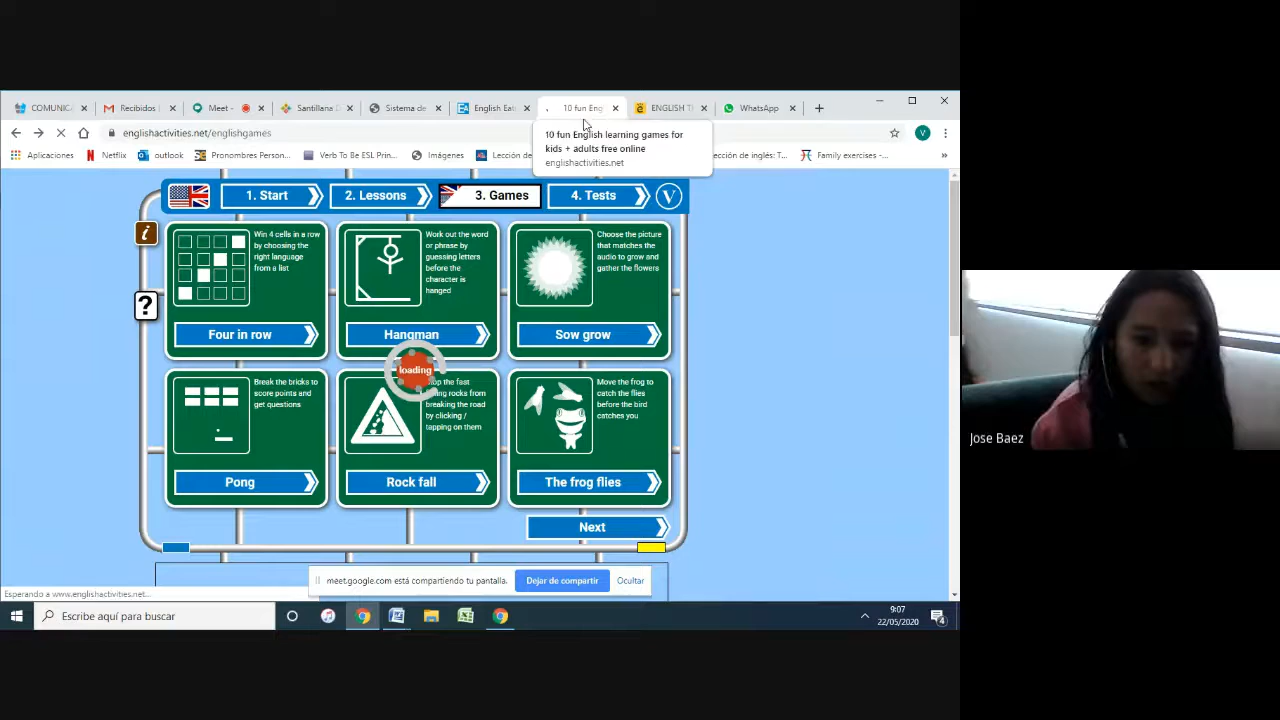 COMUNIC
Recibidos
Meet -
Santillana
Sistema de
English Eat
10 fun Eng
ENGLISH T
WhatsApp
10 fun English learning games for
kids + adults free online
englishactivities.net
englishactivities.net/englishgames
V
Aplicaciones
Netflix
Pronombres Person...
Verb To Be ESL Prin...
Imágenes
Lección de
cción de inglés: T...
Family exercises -...
»
1. Start
2. Lessons
3. Games
4. Tests
V
i
?
Win 4 cells in a row
by choosing the
right language
from a list
Four in row
Work out the word
or phrase by
guessing letters
before the
character is
hanged
Hangman
Choose the picture
that matches the
audio to grow and
gather the flowers
Sow grow
loading
Break the bricks to
score points and
get questions
Pong
top the fast
ing rocks from
breaking the road
by clicking /
tapping on them
Rock fall
Move the frog to
catch the flies
before the bird
catches you
The frog flies
Next
meet.google.com está compartiendo tu pantalla.
Dejar de compartir
Ocultar
Esperando a www.englishactivities.net...
Escribe aquí para buscar
9:07
22/05/2020
4
Jose Baez